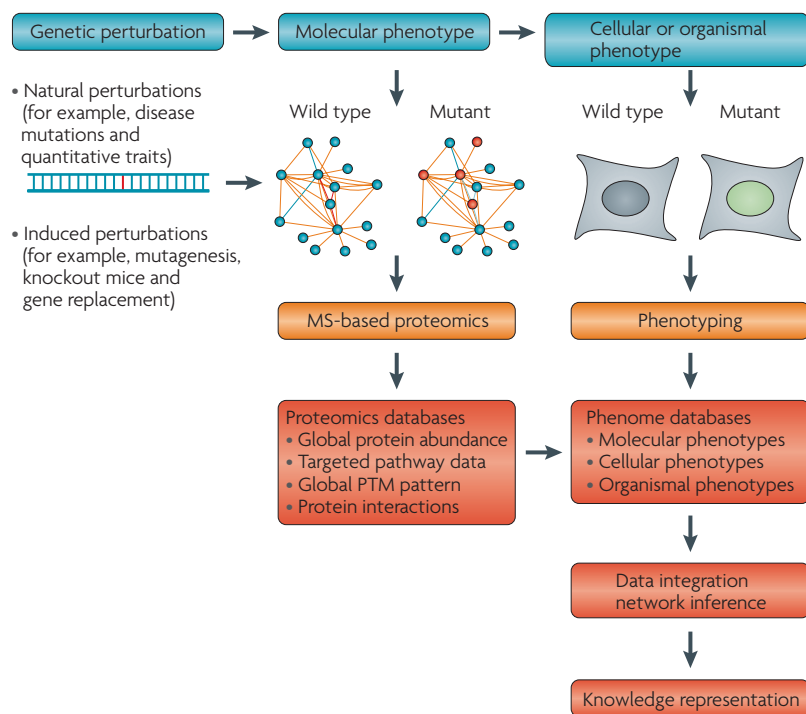 Genetic perturbation
Molecular phenotype
Cellular or organismal
phenotype
• Natural perturbations
(for example, disease
mutations and
quantitative traits)
• Induced perturbations
(for example, mutagenesis,
knockout mice and
gene replacement)
Wild type
Mutant
Wild type
Mutant
MS-based proteomics
Phenotyping
Proteomics databases
• Global protein abundance
• Targeted pathway data
• Global PTM pattern
• Protein interactions
Phenome databases
• Molecular phenotypes
• Cellular phenotypes
• Organismal phenotypes
Data integration
network inference
Knowledge representation